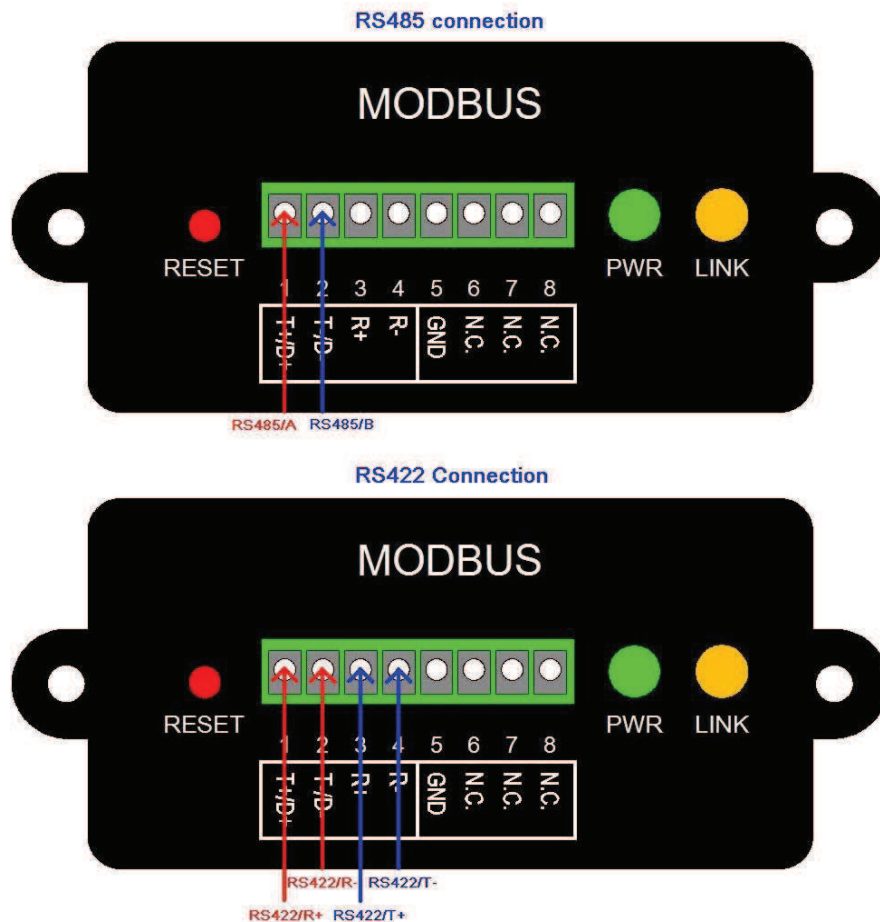 RS485 connection
MODBUS
RESET
PWR
LINK
1 2 3 4 5 6 7 8
T+/D+ T-/D- R+ R- GND N.C. N.C. N.C.
RS485/A RS485/B
RS422 Connection
MODBUS
RESET
PWR
LINK
1 2 3 4 5 6 7 8
T+/D+ T-/D- R+ R- GND N.C. N.C. N.C.
RS422/R- RS422/T-
RS422/R+ RS422/T+